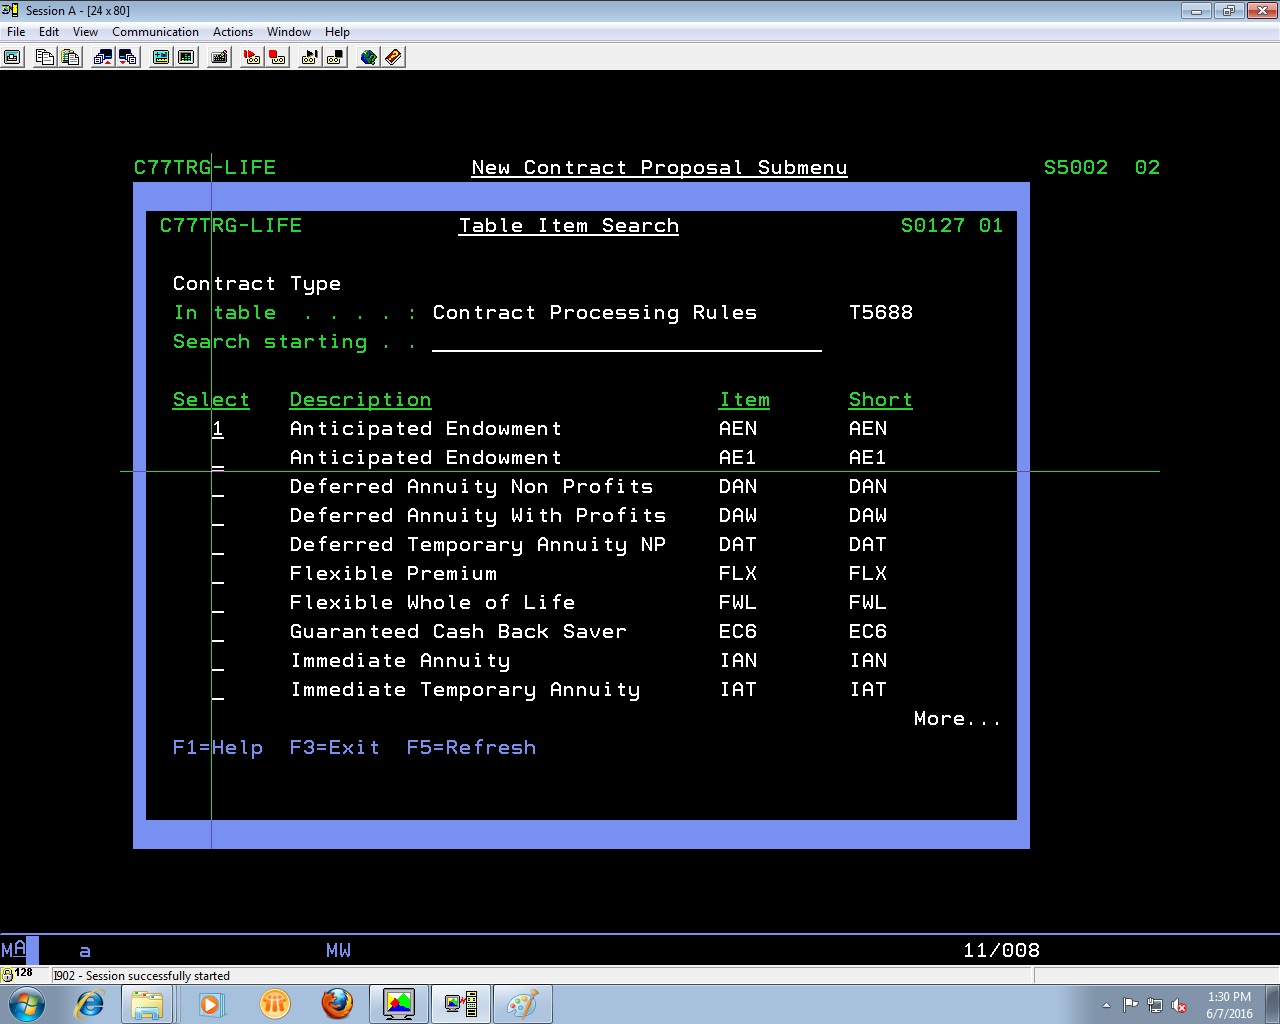 Session A - [24 x 80]
File Edit View Communication Actions Window Help
C77TRG-LIFE New Contract Proposal Submenu S5002 02
C77TRG-LIFE Table Item Search S0127 01
Contract Type
In table . . . . : Contract Processing Rules T5688
Search starting . .
Select Description Item Short
1 Anticipated Endowment AEN AEN
_ Anticipated Endowment AE1 AE1
_ Deferred Annuity Non Profits DAN DAN
_ Deferred Annuity With Profits DAW DAW
_ Deferred Temporary Annuity NP DAT DAT
_ Flexible Premium FLX FLX
_ Flexible Whole of Life FWL FWL
_ Guaranteed Cash Back Saver EC6 EC6
_ Immediate Annuity IAN IAN
_ Immediate Temporary Annuity IAT IAT
More...
F1=Help F3=Exit F5=Refresh
MA a MW 11/008
128 I902 - Session successfully started
1:30 PM
6/7/2016